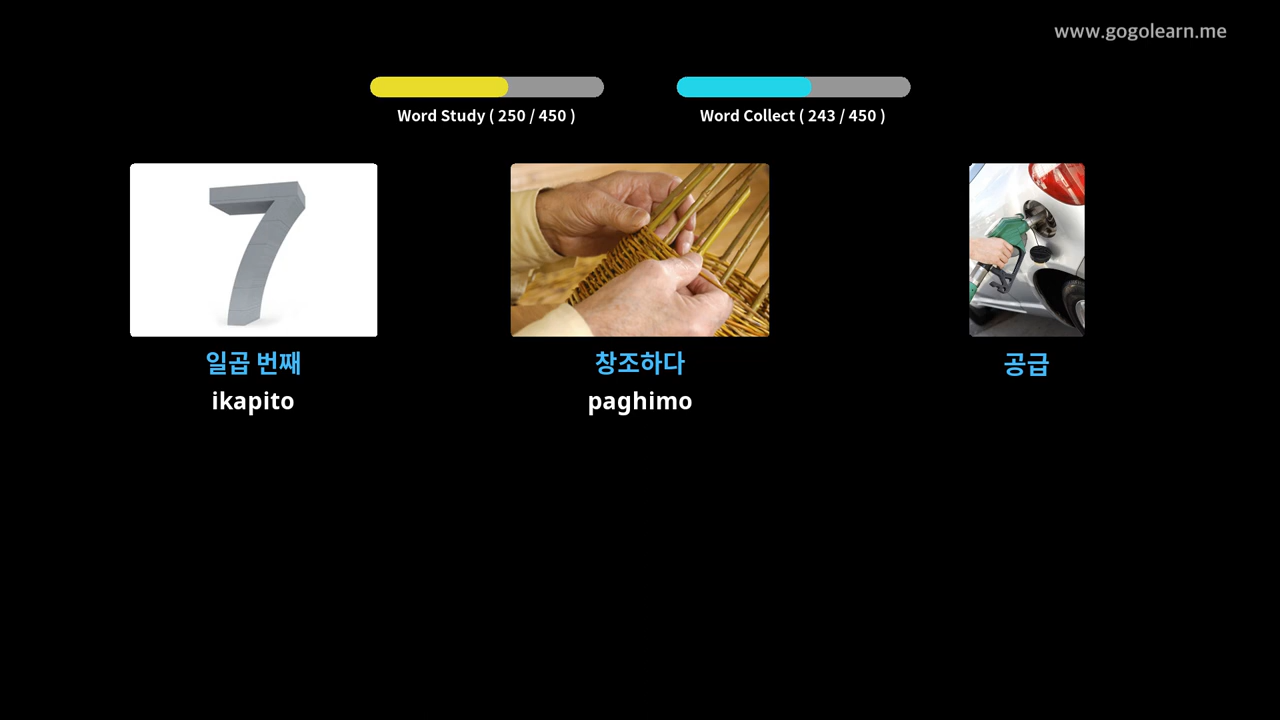 www.gogolearn.me
Word Study ( 250 / 450 )
Word Collect ( 243 / 450 )
7
일곱 번째
ikapito
창조하다
paghimo
공급